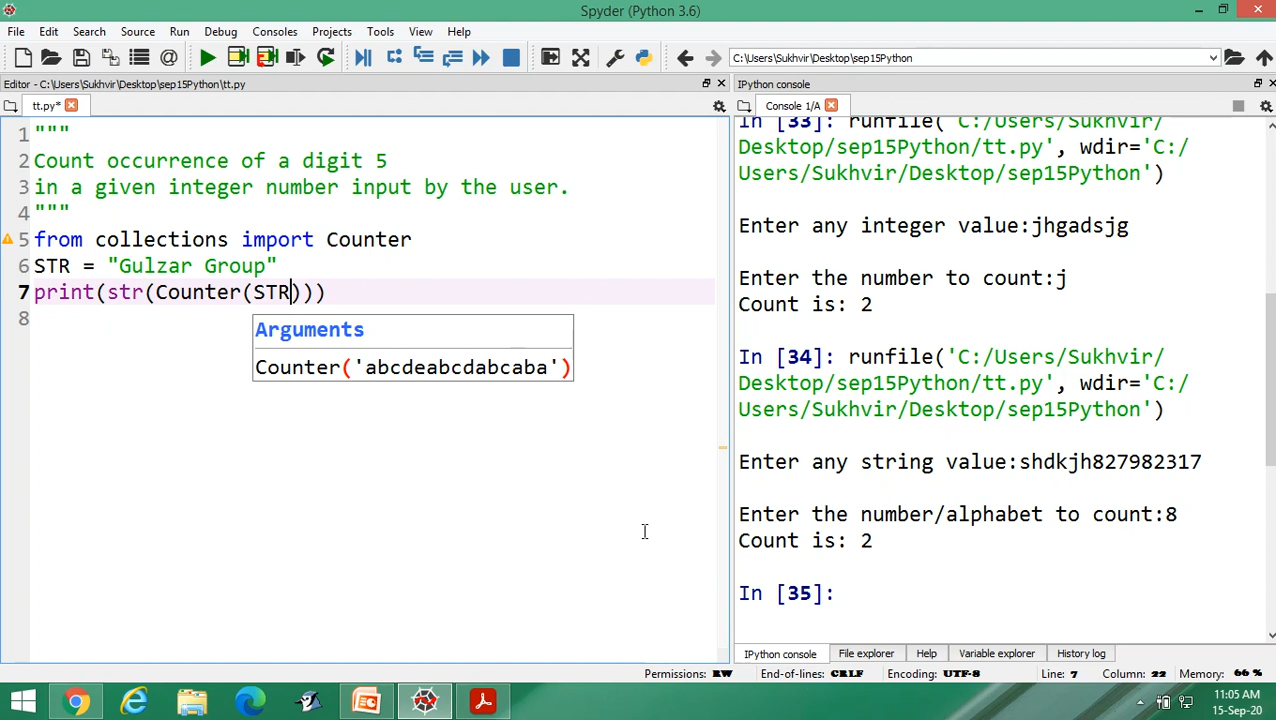 Spyder (Python 3.6)
File Edit Search Source Run Debug Consoles Projects Tools View Help
C:\Users\Sukhvir\Desktop\sep15Python
Editor - C:\Users\Sukhvir\Desktop\sep15Python\tt.py
tt.py*
1 """
2 Count occurrence of a digit 5
3 in a given integer number input by the user.
4 """
5 from collections import Counter
6 STR = "Gulzar Group"
7 print(str(Counter(STR)))
8
Arguments
Counter('abcdeabcdabcaba')
IPython console
Console 1/A
In [33]: runfile('C:/Users/Sukhvir/
Desktop/sep15Python/tt.py', wdir='C:/
Users/Sukhvir/Desktop/sep15Python')
Enter any integer value:jhgadsjg
Enter the number to count:j
Count is: 2
In [34]: runfile('C:/Users/Sukhvir/
Desktop/sep15Python/tt.py', wdir='C:/
Users/Sukhvir/Desktop/sep15Python')
Enter any string value:shdkjh827982317
Enter the number/alphabet to count:8
Count is: 2
In [35]:
IPython console File explorer Help Variable explorer History log
Permissions: RW End-of-lines: CRLF Encoding: UTF-8 Line: 7 Column: 22 Memory: 66 %
11:05 AM
15-Sep-20